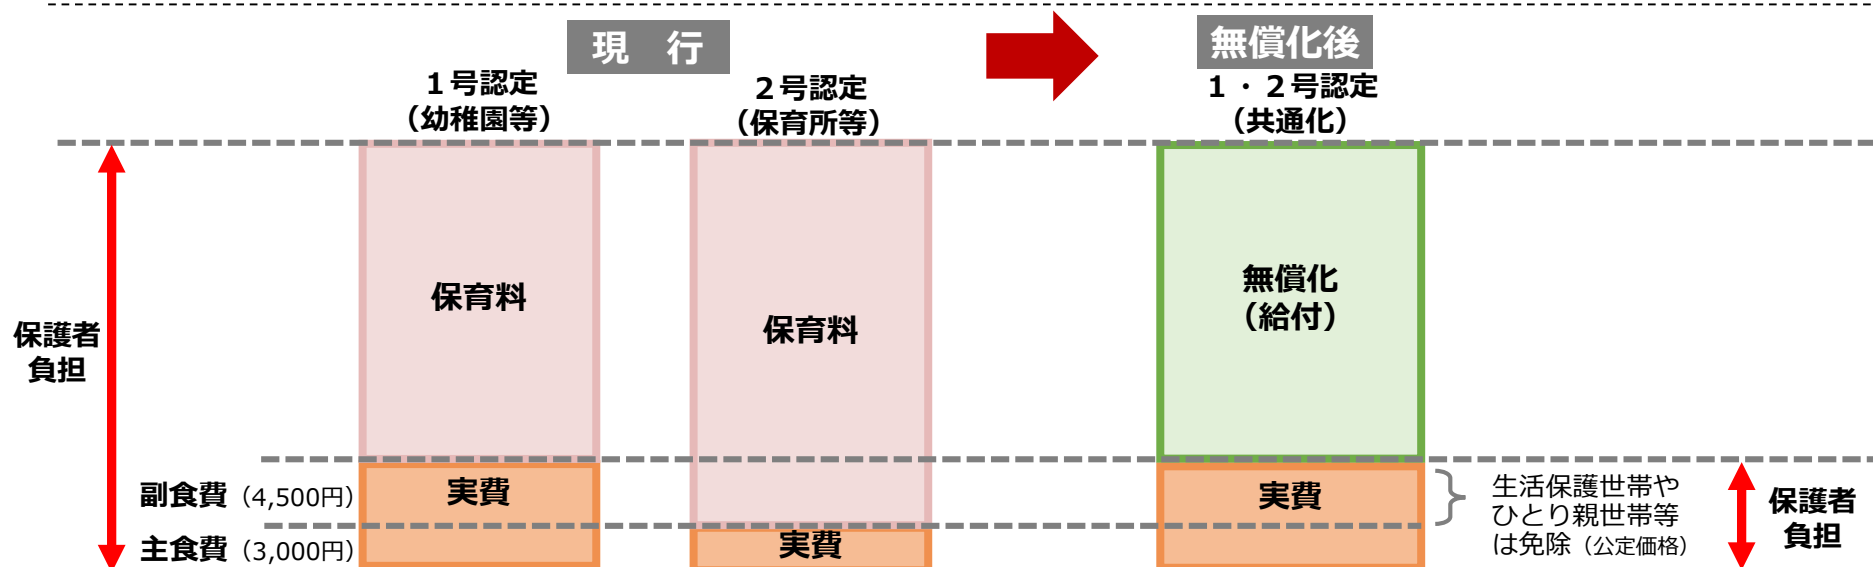 現　行
無償化後
１号認定
（幼稚園等）
２号認定
（保育所等）
１・２号認定
（共通化）
保護者
負担
保育料
保育料
無償化
（給付）
副食費（4,500円）
実費
主食費（3,000円）
実費
実費
生活保護世帯や
ひとり親世帯等
は免除（公定価格）
保護者
負担